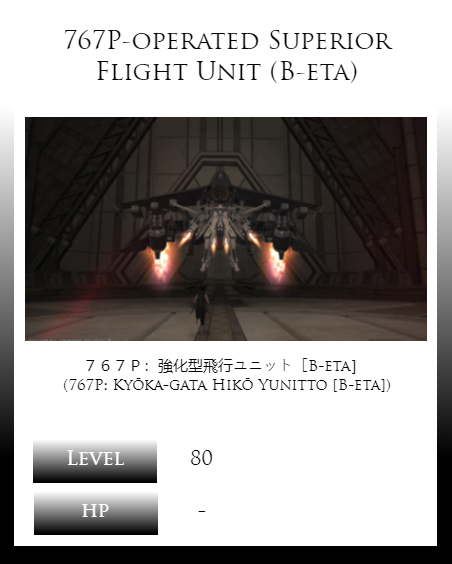 767P-operated Superior
Flight Unit (B-eta)
７６７Ｐ：強化型飛行ユニット［B-eta]
(767P: Kyōka-gata Hikō Yunitto [B-eta])
Level 80
HP -